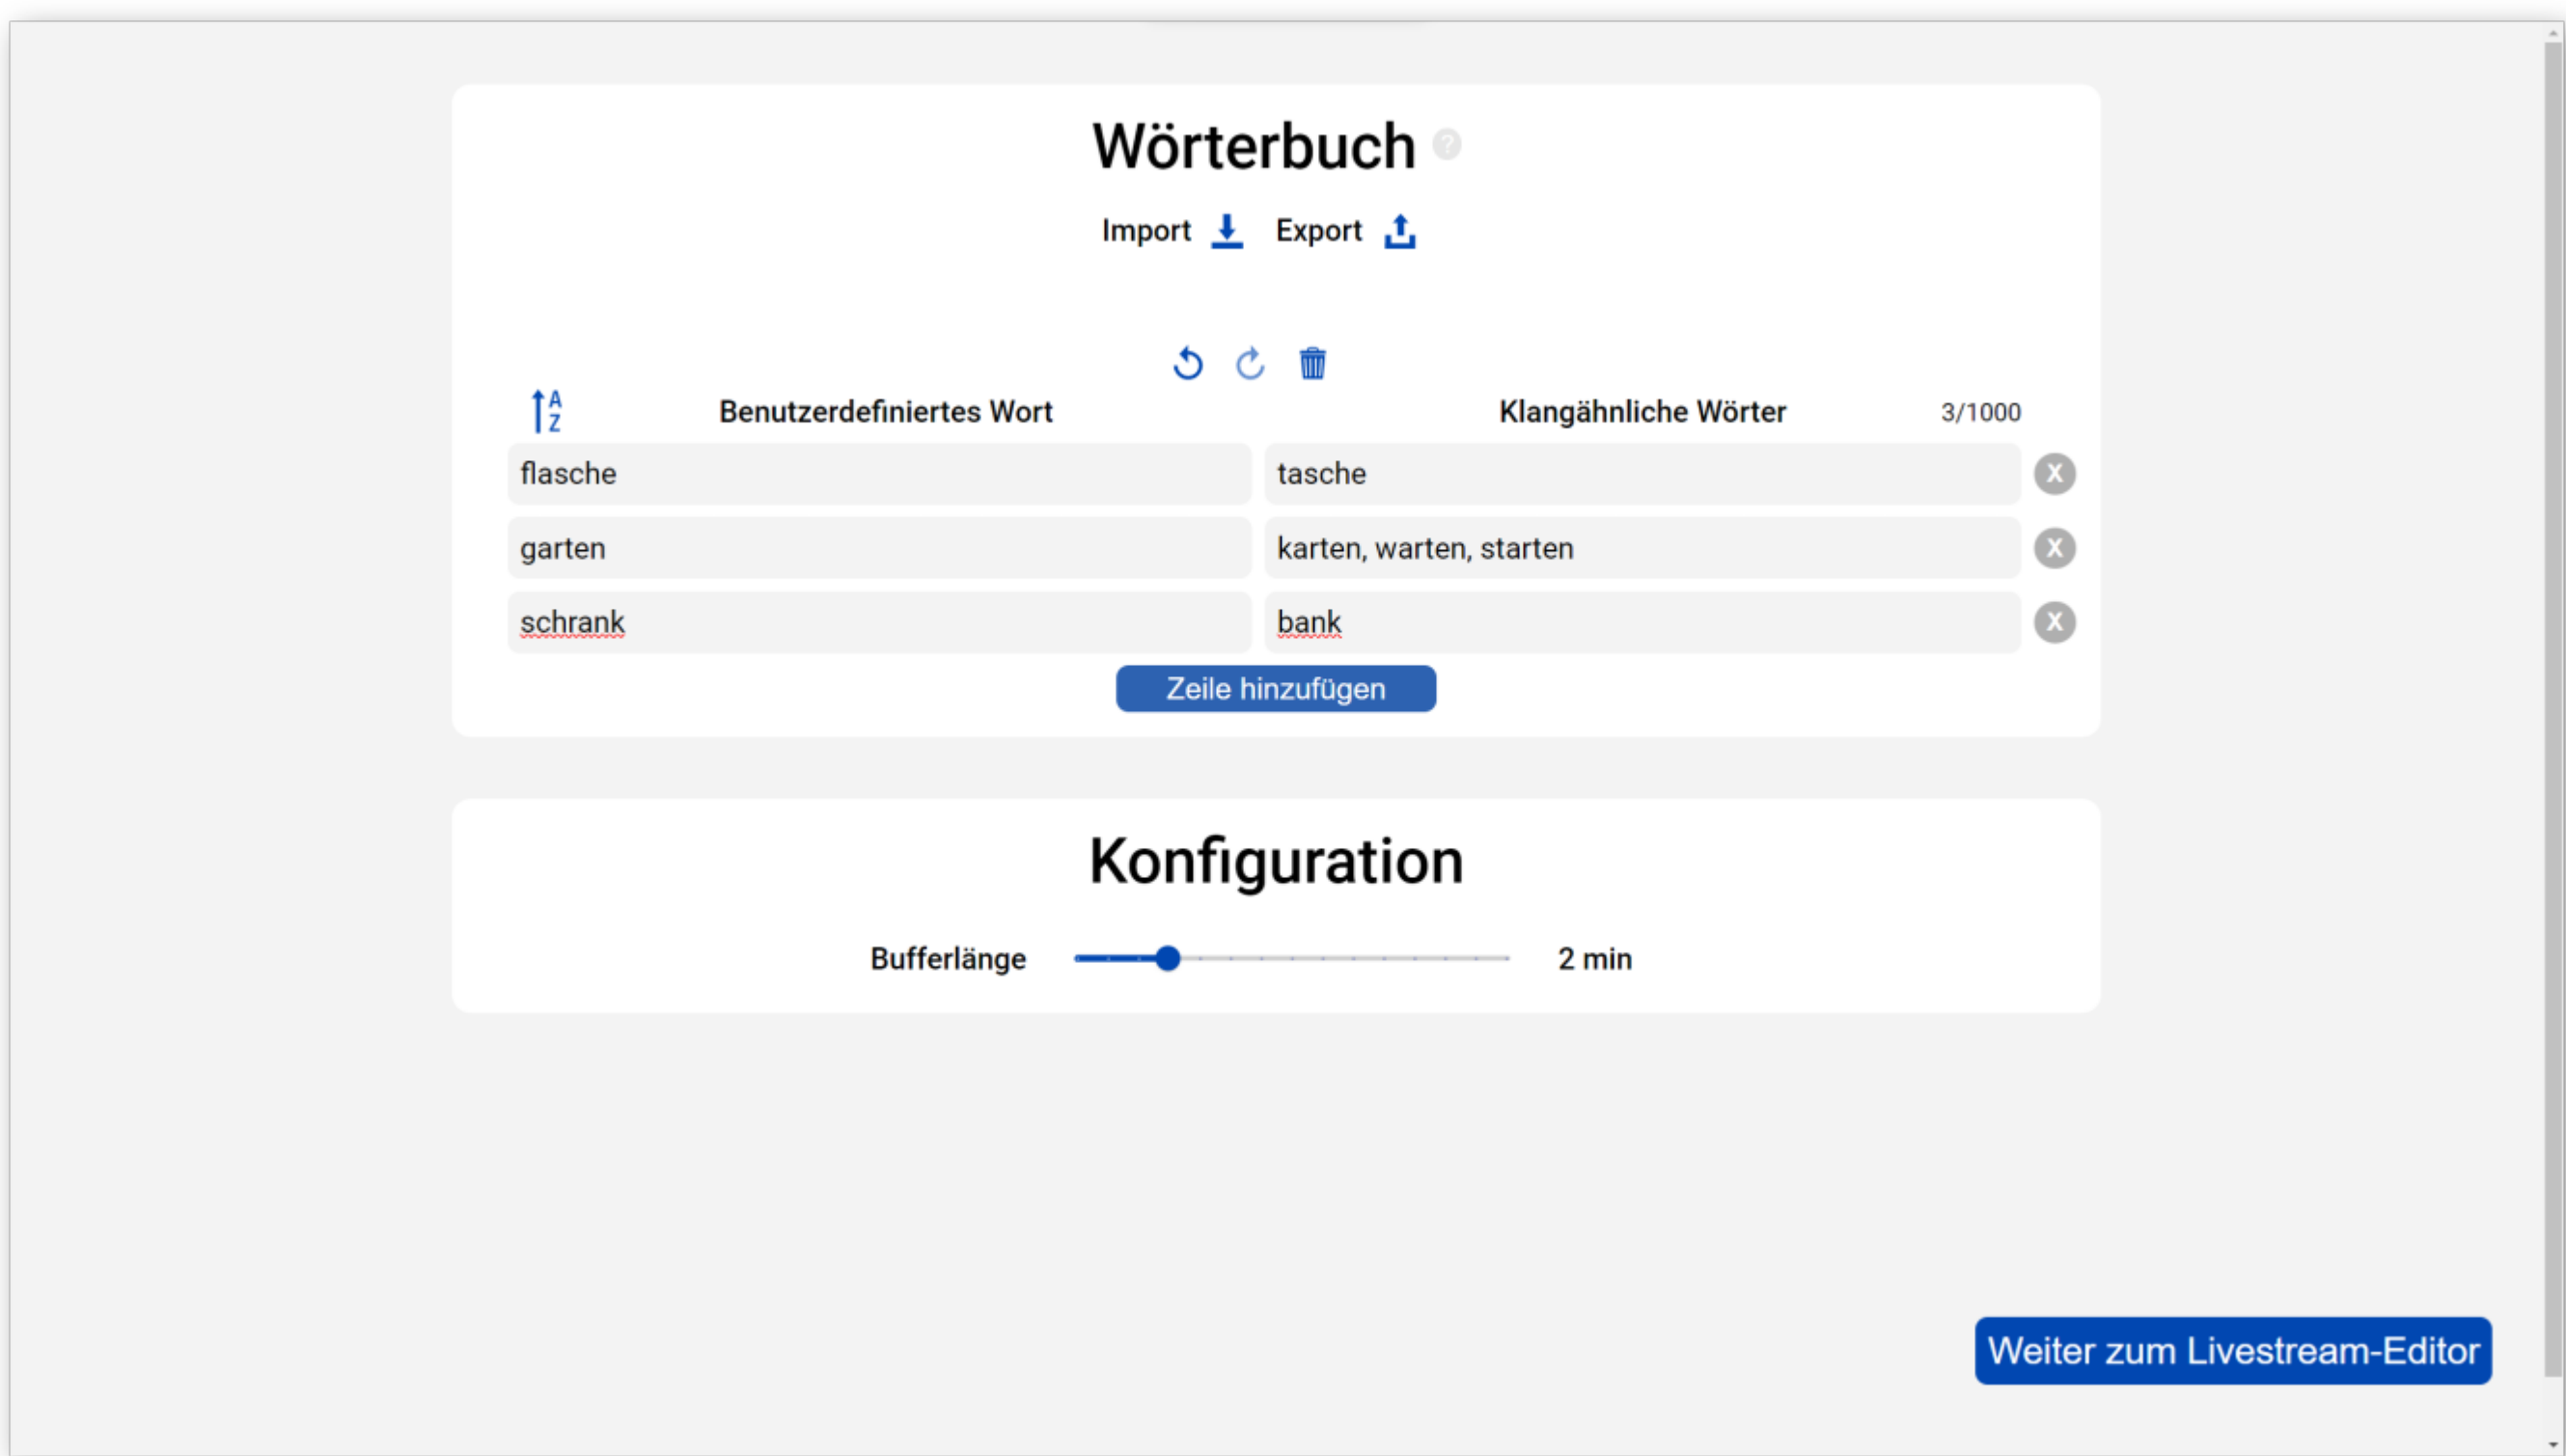 Wörterbuch ?
Import Export
A
Z
Benutzerdefiniertes Wort Klangähnliche Wörter 3/1000
flasche tasche X
garten karten, warten, starten X
schrank bank X
Zeile hinzufügen
Konfiguration
Bufferlänge 2 min
Weiter zum Livestream-Editor